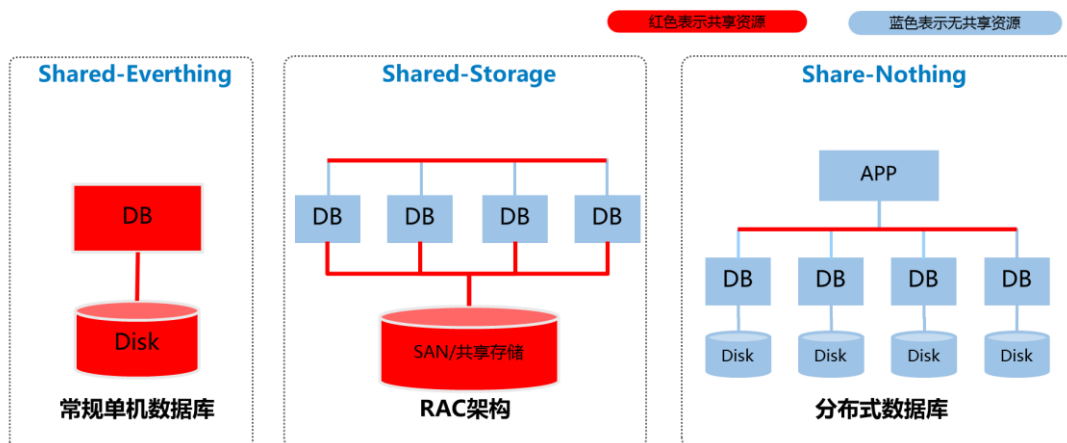 红色表示共享资源
蓝色表示无共享资源
Shared-Everthing
DB
Disk
常规单机数据库
Shared-Storage
DB
DB
DB
DB
SAN/共享存储
RAC架构
Share-Nothing
APP
DB
DB
DB
DB
Disk
Disk
Disk
Disk
分布式数据库